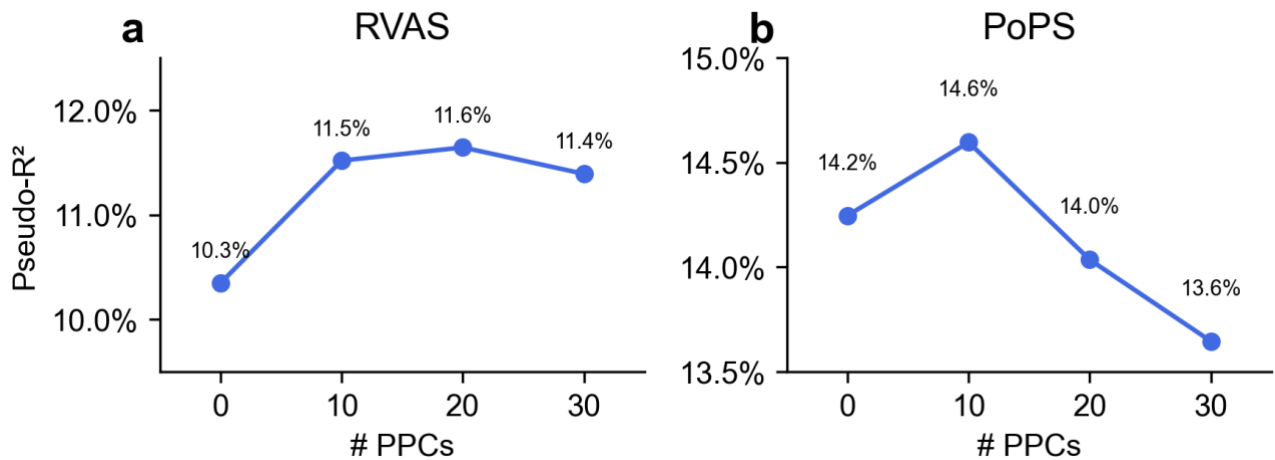 a RVAS
Pseudo-R²
12.0%
11.0%
10.0%
10.3%
11.5%
11.6%
11.4%
0 10 20 30
# PPCs
b PoPS
15.0%
14.5%
14.0%
13.5%
14.2%
14.6%
14.0%
13.6%
0 10 20 30
# PPCs